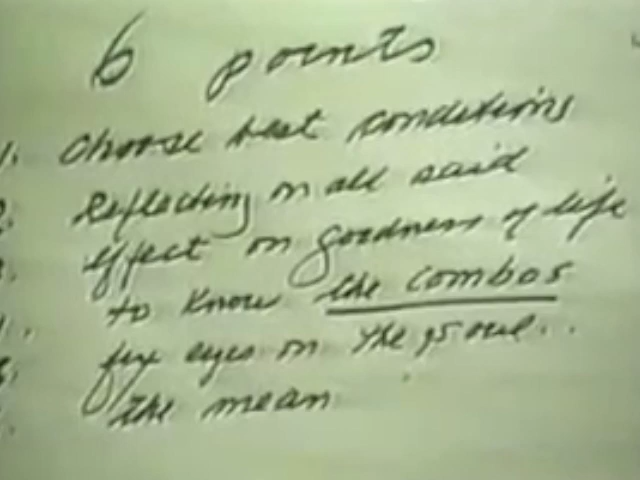 6 points
1. Choose best conditions
2. Reflecting on all said
3. effect on goodness of life
4. to know the combos
5. fix eyes on the soul..
the mean